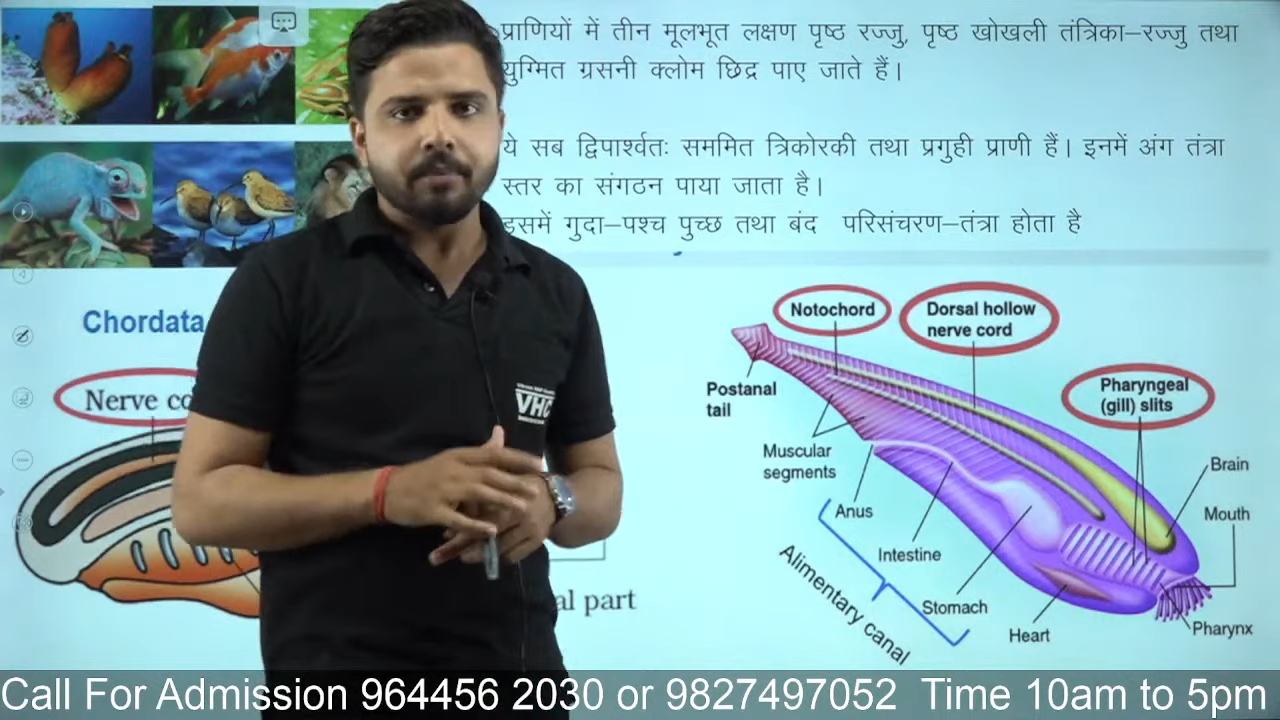 प्राणियों में तीन मूलभूत लक्षण पृष्ठ रज्जु, पृष्ठ खोखली तंत्रिका–रज्जु तथा
युग्मित ग्रसनी क्लोम छिद्र पाए जाते हैं।
ये सब द्विपार्श्वतः सममित त्रिकोरकी तथा प्रगुही प्राणी हैं। इनमें अंग तंत्रा
स्तर का संगठन पाया जाता है।
इसमें गुदा–पश्च पुच्छ तथा बंद परिसंचरण–तंत्रा होता है
Chordata
Nerve
al part
VHC
Notochord
Dorsal hollow
nerve cord
Pharyngeal
(gill) slits
Postanal
tail
Muscular
segments
Anus
Intestine
Stomach
Heart
Brain
Mouth
Pharynx
Alimentary canal
Call For Admission 964456 2030 or 9827497052 Time 10am to 5pm